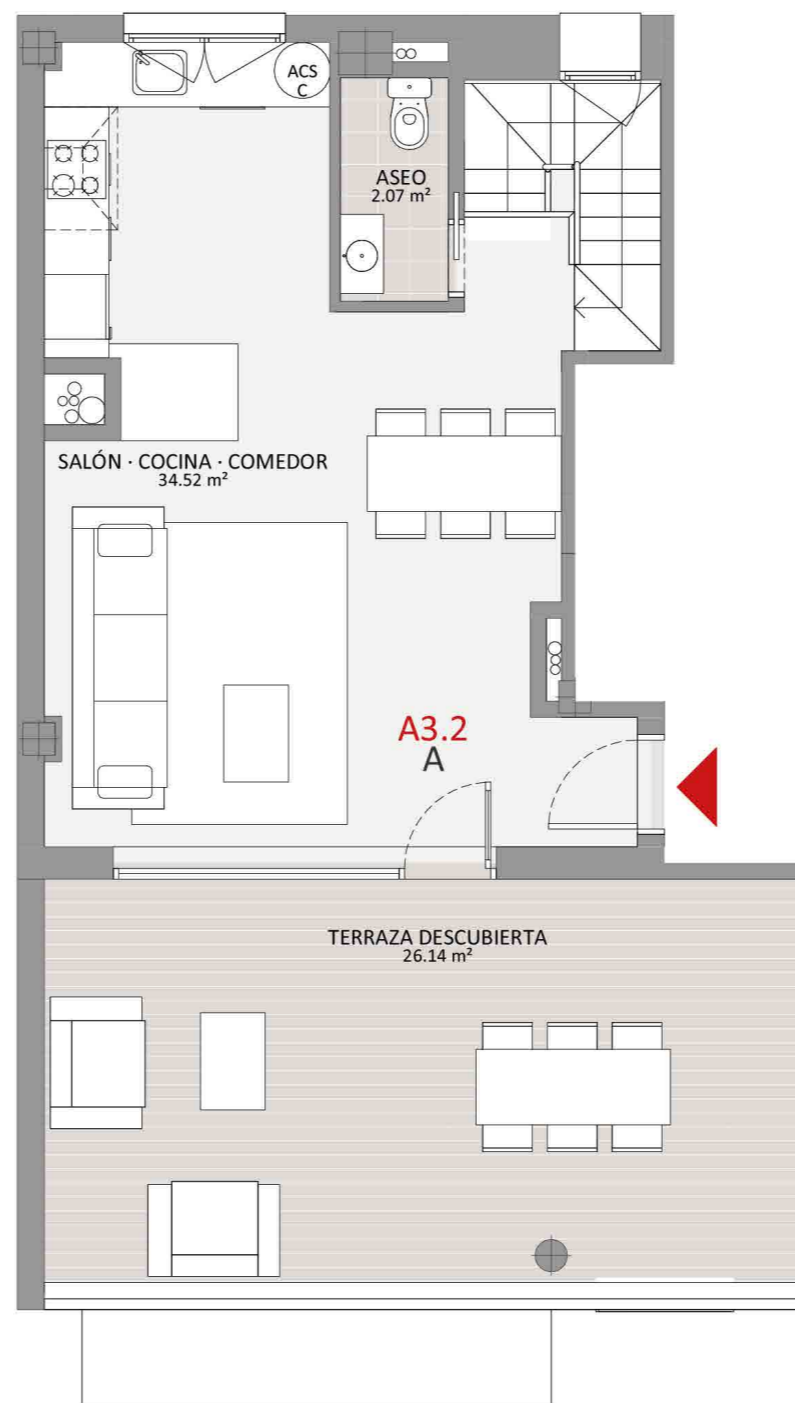 ACS
C
ASEO
2.07 m²
SALÓN · COCINA · COMEDOR
34.52 m²
A3.2
A
TERRAZA DESCUBIERTA
26.14 m²